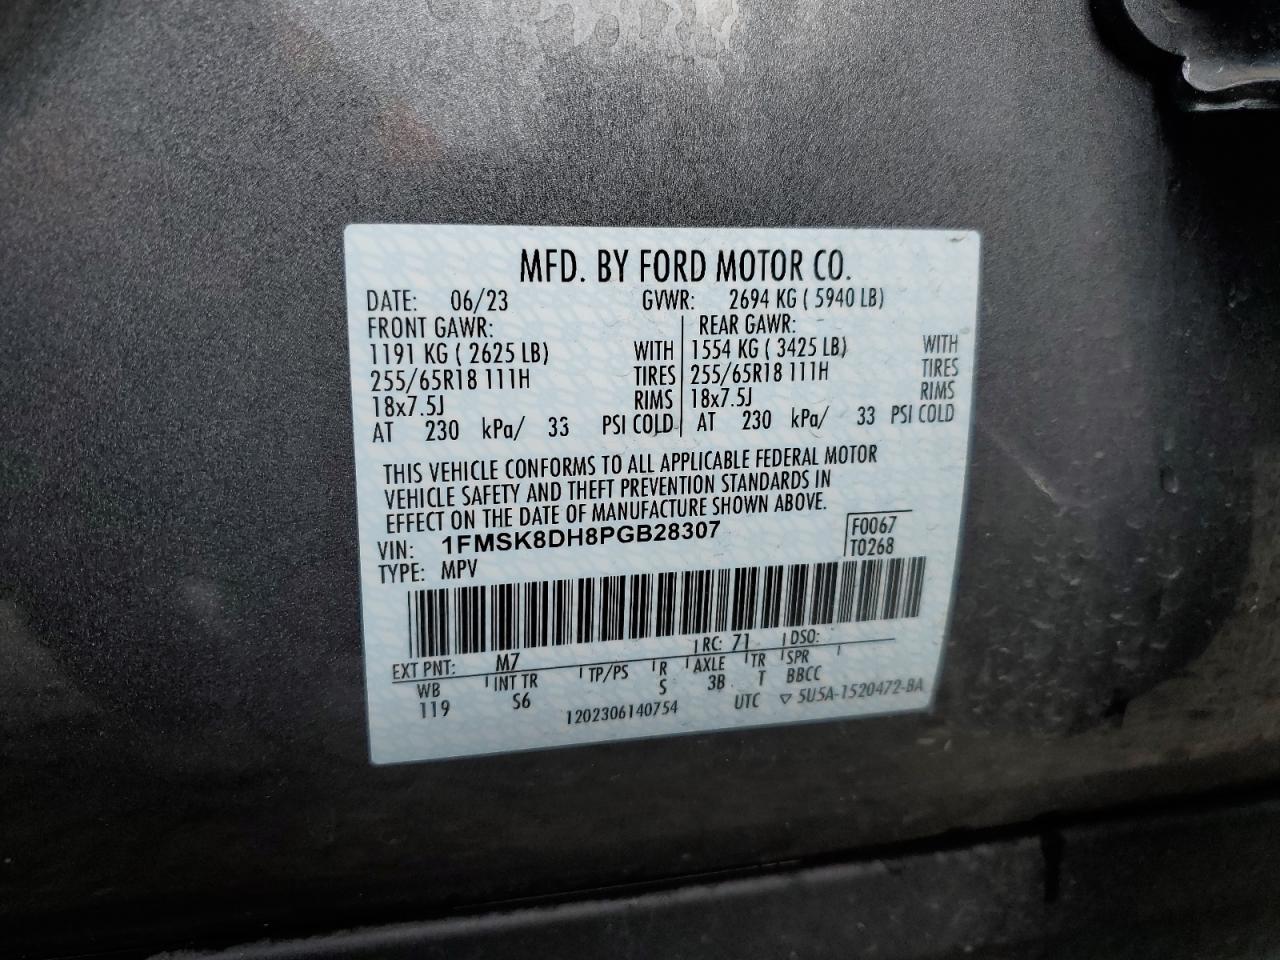 MFD. BY FORD MOTOR CO.
DATE: 06/23 GVWR: 2694 KG ( 5940 LB)
FRONT GAWR: REAR GAWR:
1191 KG ( 2625 LB) WITH 1554 KG ( 3425 LB) WITH
255/65R18 111H TIRES 255/65R18 111H TIRES
18x7.5J RIMS 18x7.5J RIMS
AT 230 kPa/ 33 PSI COLD AT 230 kPa/ 33 PSI COLD
THIS VEHICLE CONFORMS TO ALL APPLICABLE FEDERAL MOTOR
VEHICLE SAFETY AND THEFT PREVENTION STANDARDS IN
EFFECT ON THE DATE OF MANUFACTURE SHOWN ABOVE.
VIN: 1FMSK8DH8PGB28307 F0067
TYPE: MPV T0268
EXT PNT: M7 RC: 71 DSO:
WB INT TR TP/PS R AXLE TR SPR
119 S6 S 3B T BBCC
1202306140754 UTC ▽ 5U5A-1520472-BA